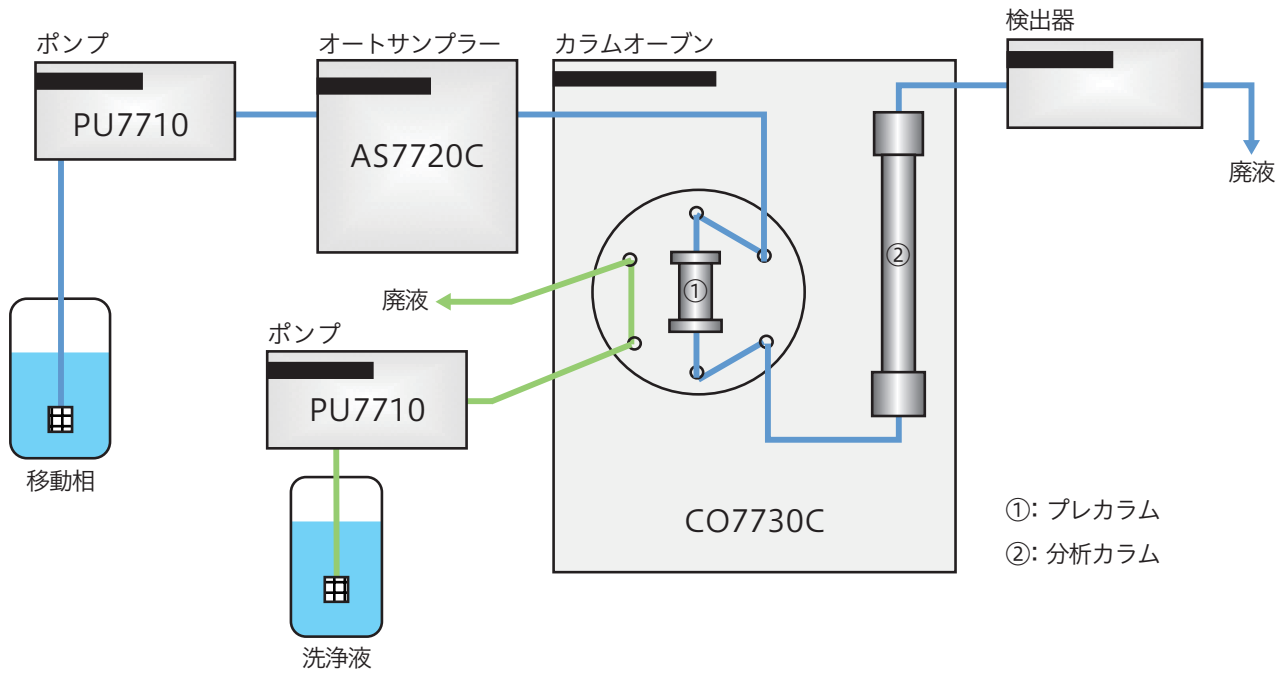 ポンプ
PU7710
移動相
オートサンプラー
AS7720C
カラムオーブン
①
②
CO7730C
検出器
廃液
廃液
ポンプ
PU7710
洗浄液
①: プレカラム
②: 分析カラム